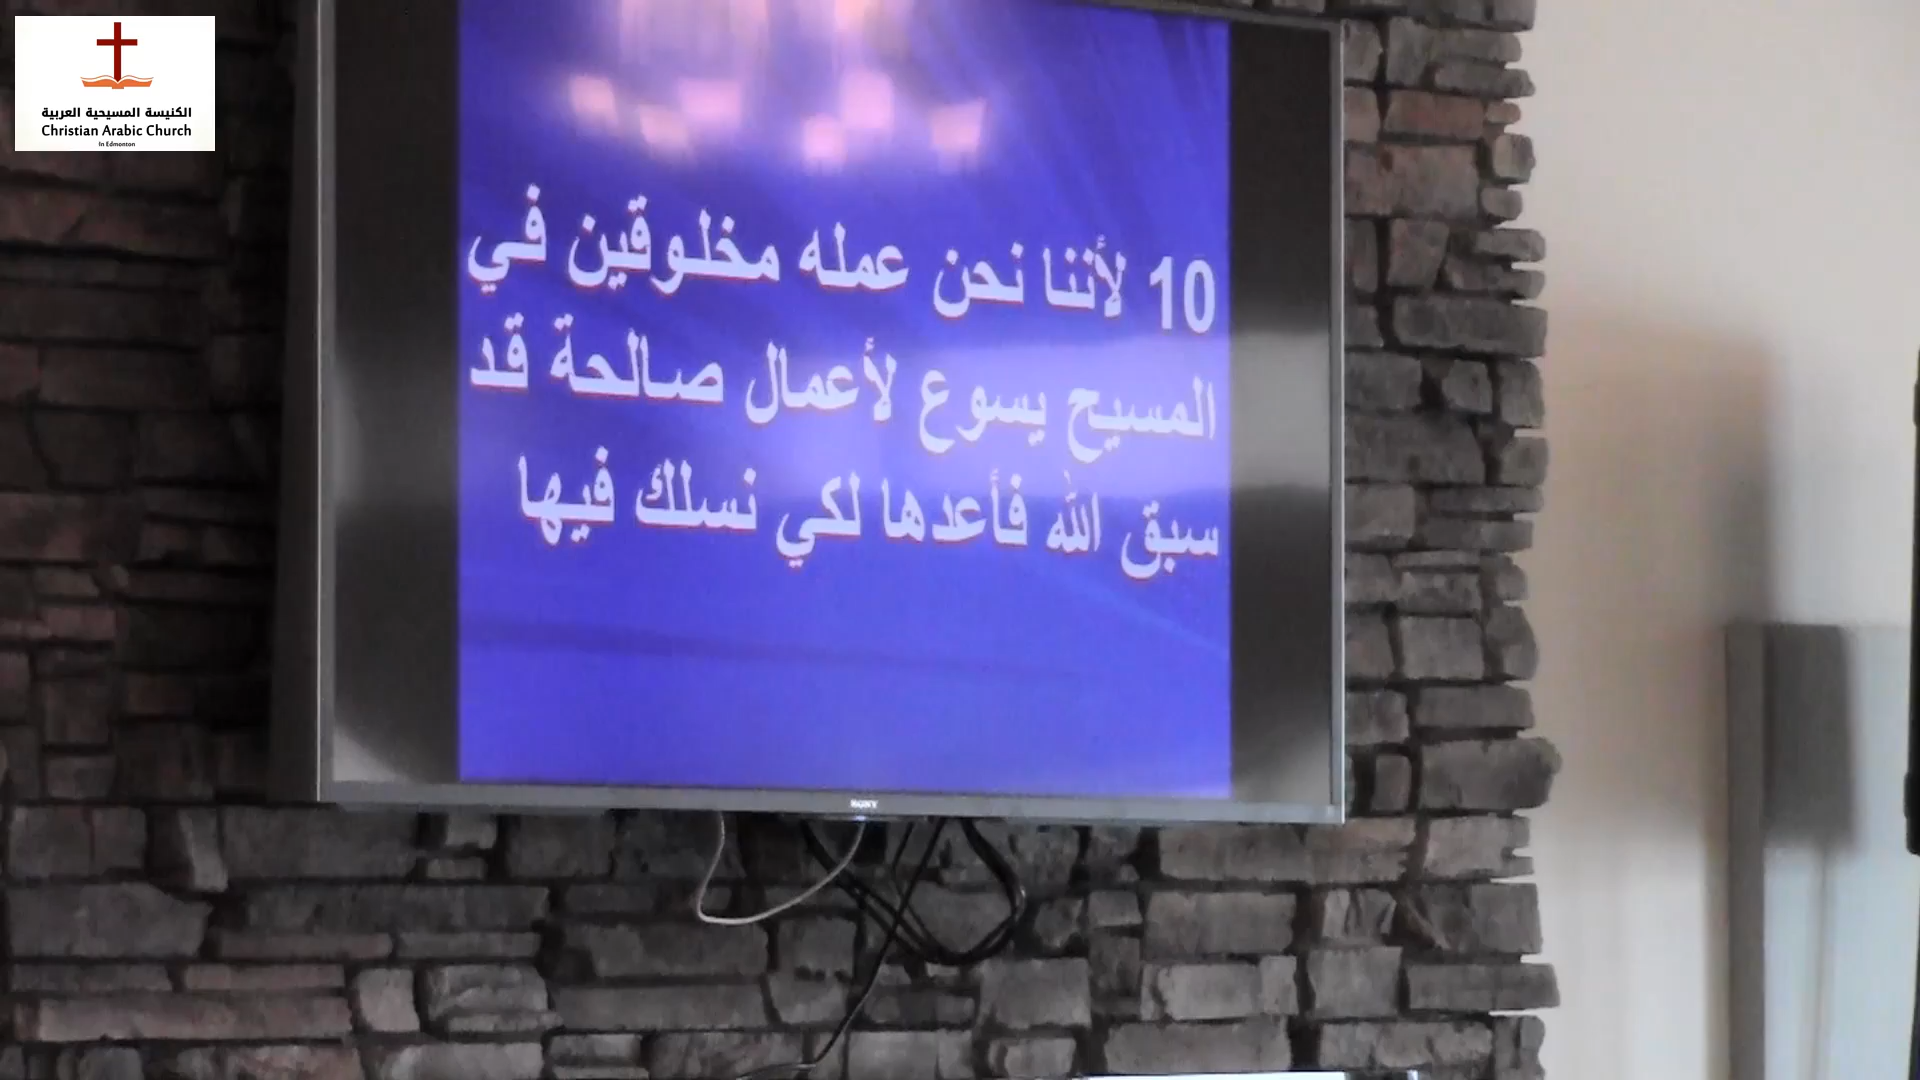 الكنيسة المسيحية العربية
Christian Arabic Church
In Edmonton
10 لأننا نحن عمله مخلوقين في
المسيح يسوع لأعمال صالحة قد
سبق الله فأعدها لكي نسلك فيها
SONY